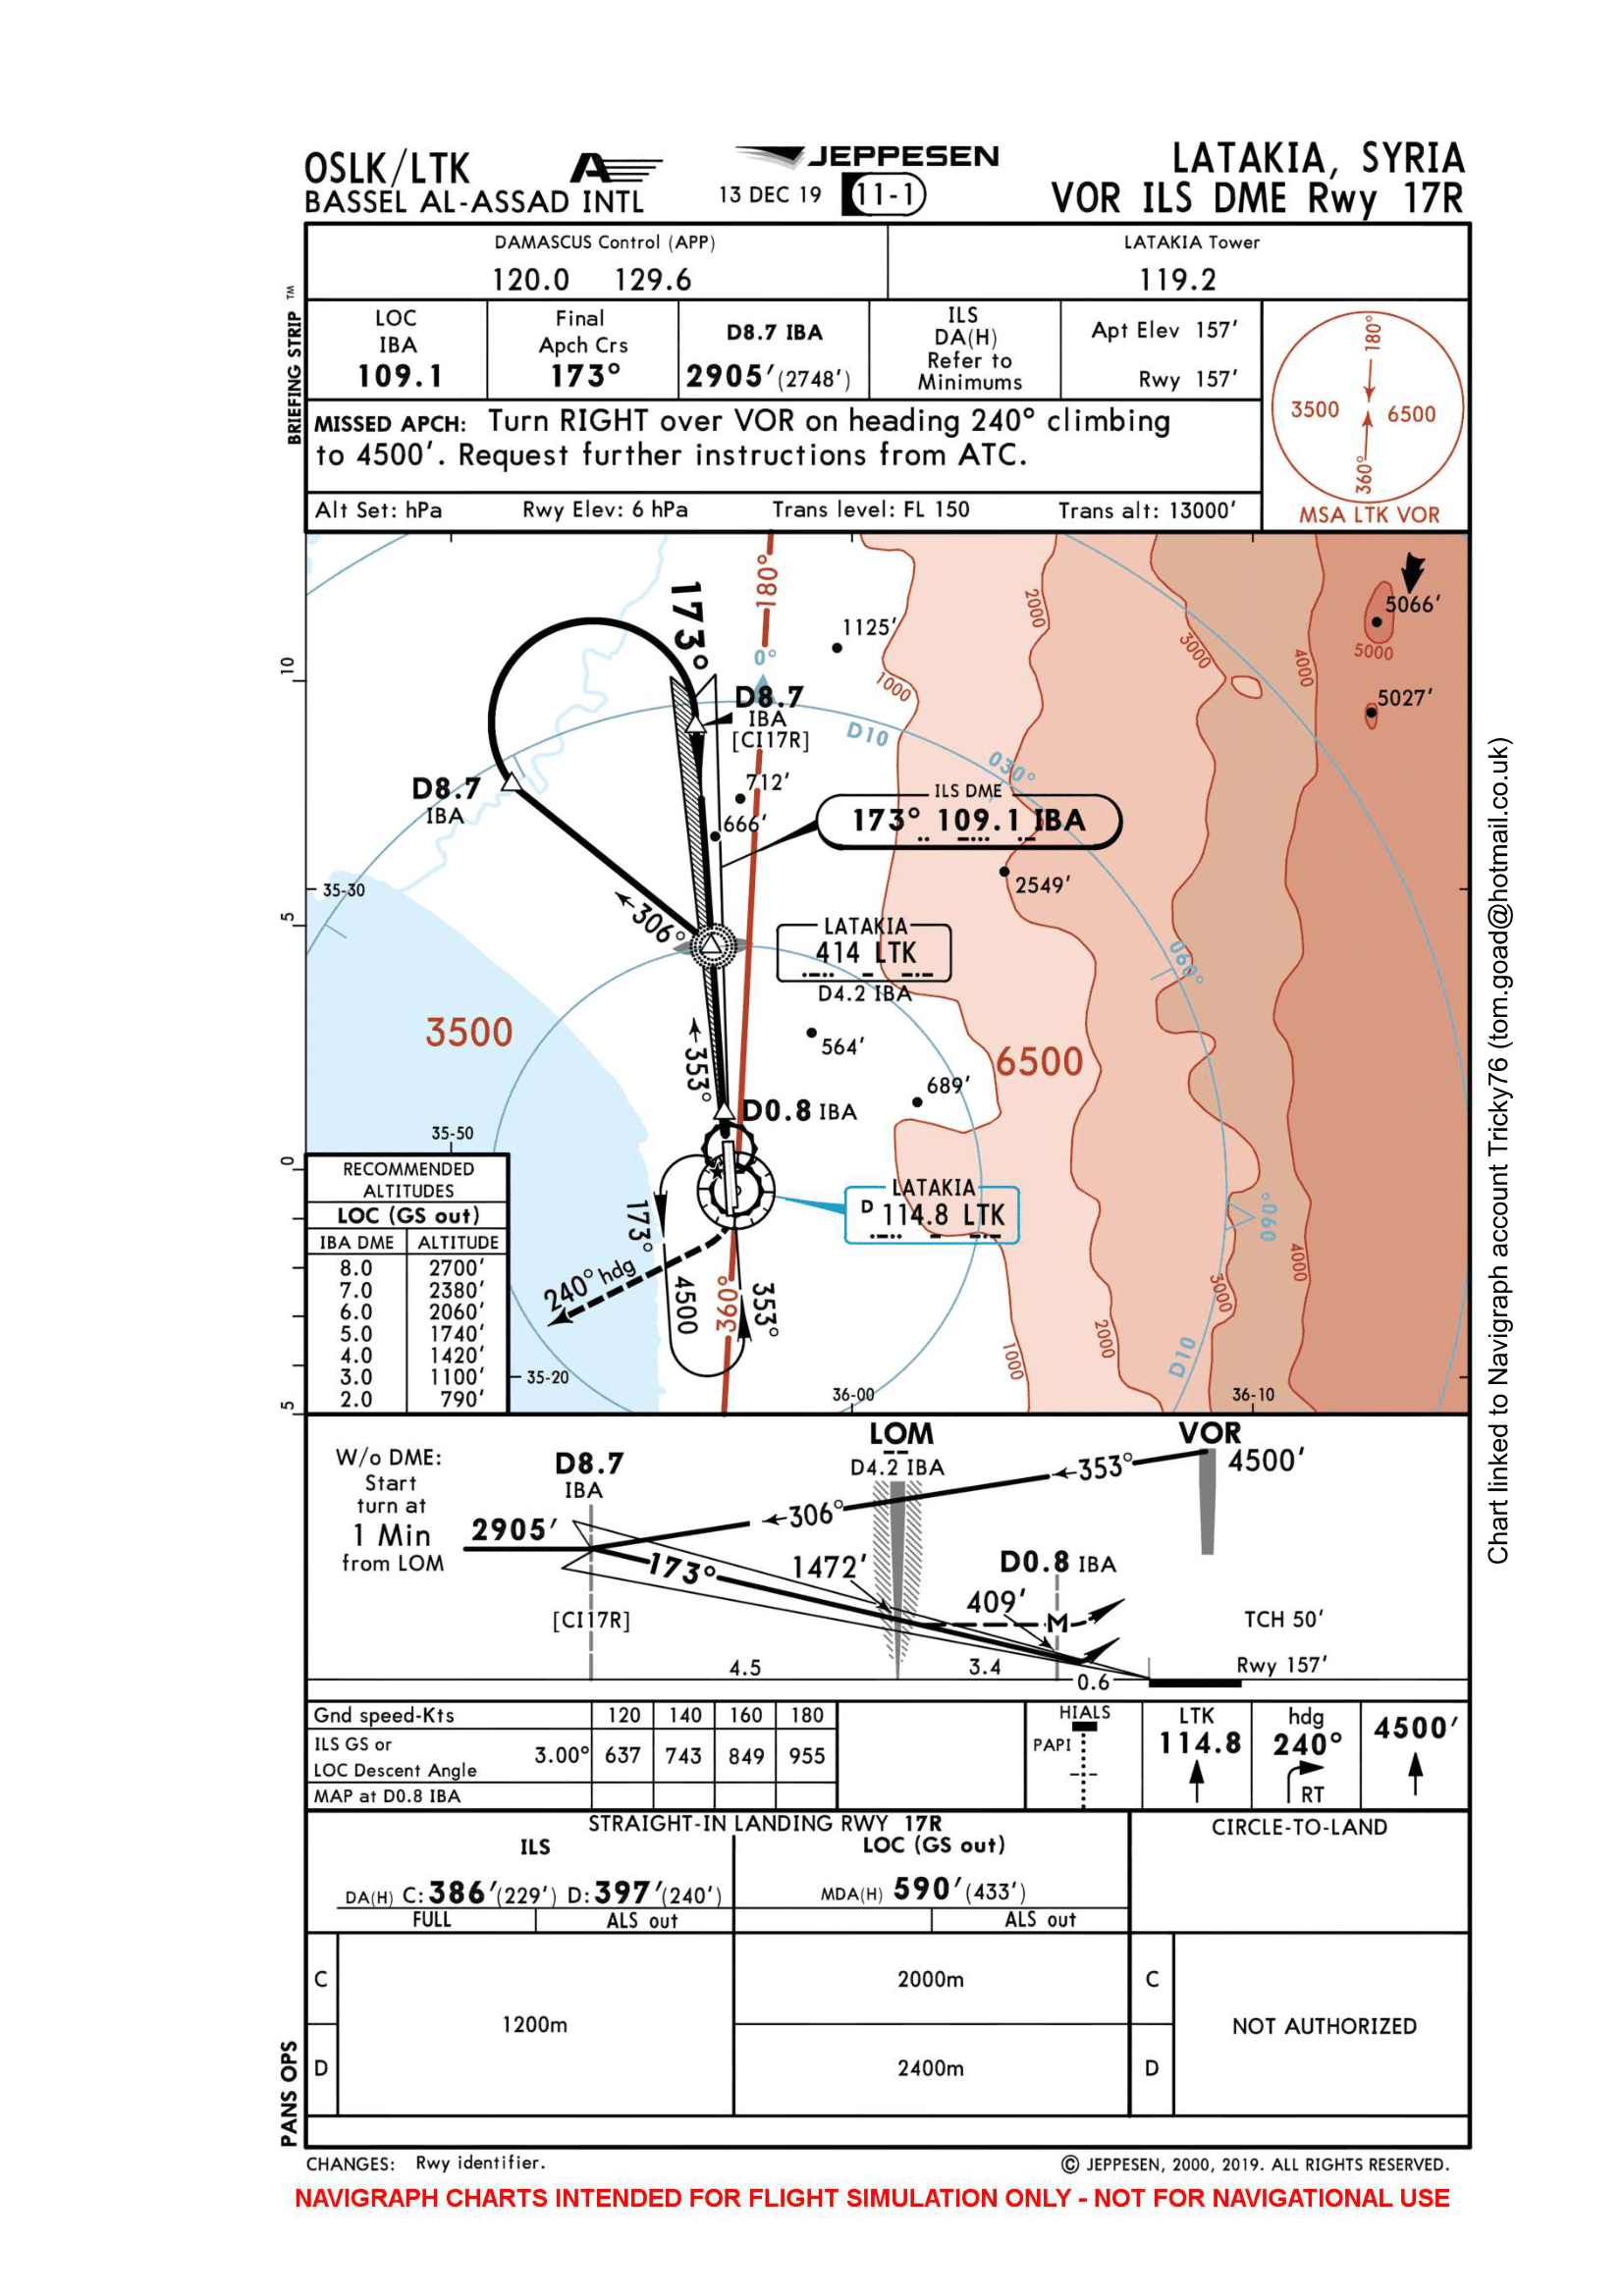 OSLK/LTK
BASSEL AL-ASSAD INTL
JEPPESEN
13 DEC 19
11-1
LATAKIA, SYRIA
VOR ILS DME Rwy 17R
BRIEFING STRIP TM
DAMASCUS Control (APP)
120.0 129.6
LATAKIA Tower
119.2
LOC
IBA
109.1
Final
Apch Crs
173°
D8.7 IBA
2905'(2748')
ILS
DA(H)
Refer to
Minimums
Apt Elev 157'
Rwy 157'
MISSED APCH: Turn RIGHT over VOR on heading 240° climbing
to 4500'. Request further instructions from ATC.
Alt Set: hPa Rwy Elev: 6 hPa Trans level: FL 150 Trans alt: 13000'
180°
3500
6500
360°
MSA LTK VOR
180°
173°
0°
1125'
5066'
5000
5027'
2000
3000
4000
1000
10
D8.7
IBA
[CI17R]
D10
030°
D8.7
IBA
712'
666'
ILS DME
173° 109.1 IBA
35-30
2549'
5
306°
LATAKIA
414 LTK
D4.2 IBA
060°
3500
564'
6500
353°
689'
D0.8 IBA
35-50
0
LATAKIA
D 114.8 LTK
090°
173°
240° hdg
4500
360°
353°
4000
3000
2000
1000
D10
35-20
36-00
36-10
5
RECOMMENDED
ALTITUDES
LOC (GS out)
IBA DME ALTITUDE
8.0 2700'
7.0 2380'
6.0 2060'
5.0 1740'
4.0 1420'
3.0 1100'
2.0 790'
W/o DME:
Start
turn at
1 Min
from LOM
D8.7
IBA
LOM
D4.2 IBA
VOR
4500'
353°
306°
2905'
173°
1472'
D0.8 IBA
409'
M
[CI17R]
TCH 50'
Rwy 157'
4.5
3.4
0.6
Gnd speed-Kts 120 140 160 180
ILS GS or
LOC Descent Angle 3.00° 637 743 849 955
MAP at D0.8 IBA
HIALS
PAPI
LTK
114.8
hdg
240°
RT
4500'
STRAIGHT-IN LANDING RWY 17R
ILS
LOC (GS out)
CIRCLE-TO-LAND
DA(H) C: 386'(229') D: 397'(240')
MDA(H) 590'(433')
FULL
ALS out
ALS out
C
D
1200m
2000m
2400m
C
D
NOT AUTHORIZED
PANS OPS
CHANGES: Rwy identifier.
© JEPPESEN, 2000, 2019. ALL RIGHTS RESERVED.
NAVIGRAPH CHARTS INTENDED FOR FLIGHT SIMULATION ONLY - NOT FOR NAVIGATIONAL USE
Chart linked to Navigraph account Tricky76 (tom.goad@hotmail.co.uk)